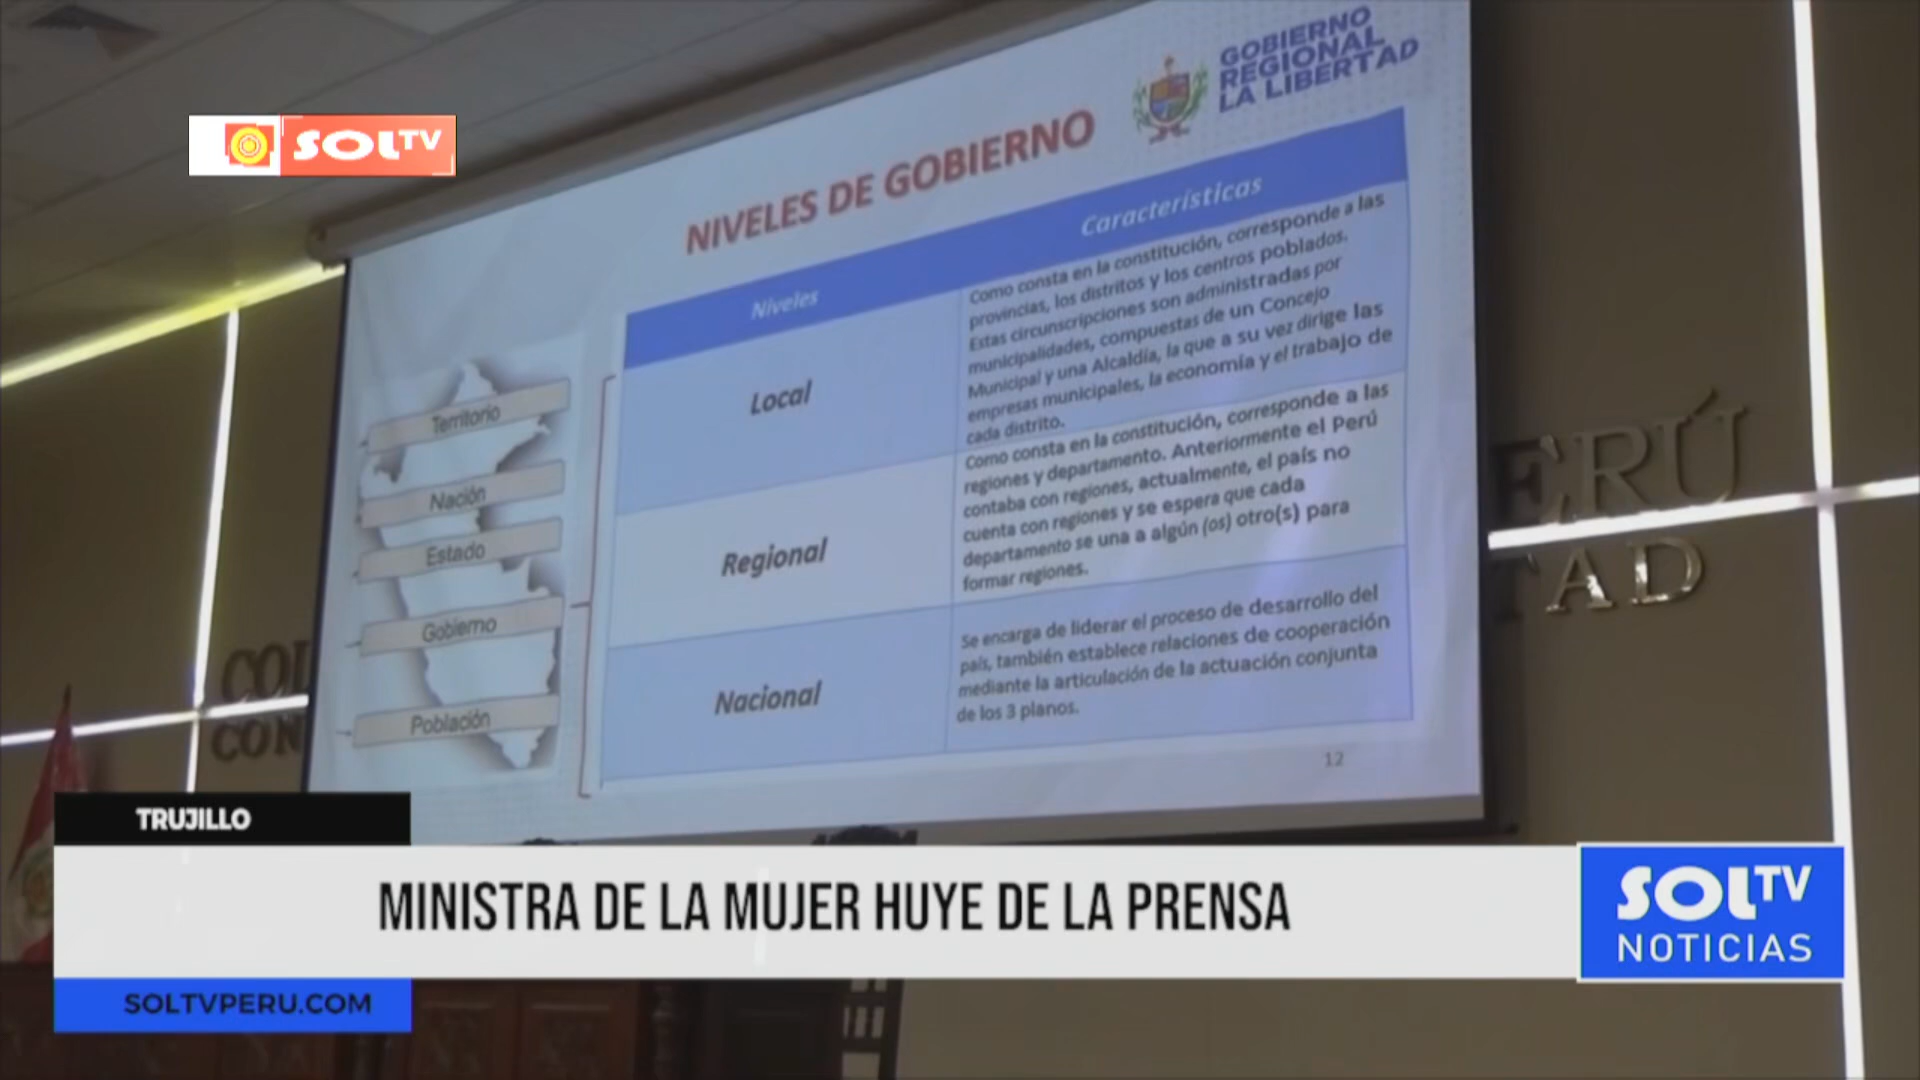 SOLTV
GOBIERNO
REGIONAL
LA LIBERTAD
NIVELES DE GOBIERNO
Niveles
Características
Territorio
Nación
Estado
Gobierno
Población
Local
Como consta en la constitución, corresponde a las
provincias, los distritos y los centros poblados.
Estas circunscripciones son administradas por
municipalidades, compuestas de un Concejo
Municipal y una Alcaldía, la que a su vez dirige las
empresas municipales, la economía y el trabajo de
cada distrito.
Regional
Como consta en la constitución, corresponde a las
regiones y departamento. Anteriormente el Perú
contaba con regiones, actualmente, el país no
cuenta con regiones y se espera que cada
departamento se una a algún (os) otro(s) para
formar regiones.
Nacional
Se encarga de liderar el proceso de desarrollo del
país, también establece relaciones de cooperación
mediante la articulación de la actuación conjunta
de los 3 planos.
12
ERÚ
TAD
COL
CON
TRUJILLO
MINISTRA DE LA MUJER HUYE DE LA PRENSA
SOLTV
NOTICIAS
SOLTVPERU.COM